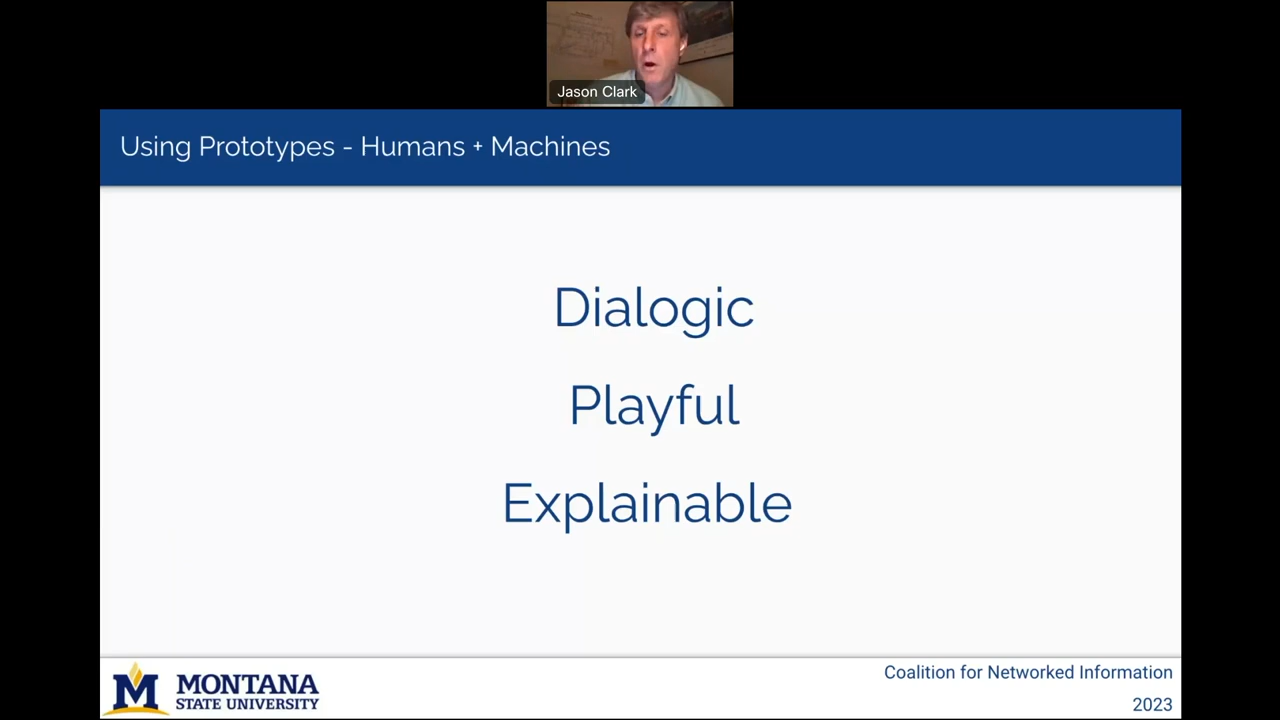 Jason Clark
Using Prototypes - Humans + Machines
Dialogic
Playful
Explainable
M MONTANA
STATE UNIVERSITY
Coalition for Networked Information
2023